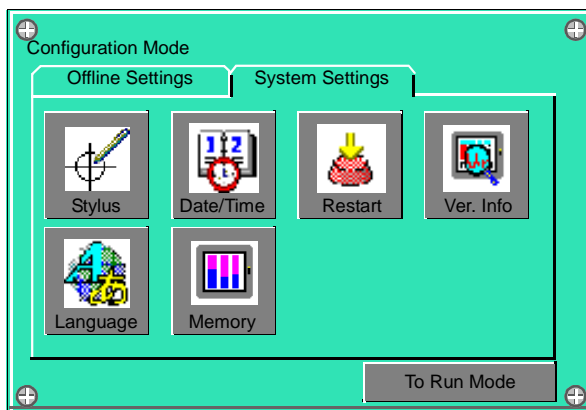 Configuration Mode
Offline Settings System Settings
Stylus Date/Time Restart Ver. Info
Language Memory
To Run Mode